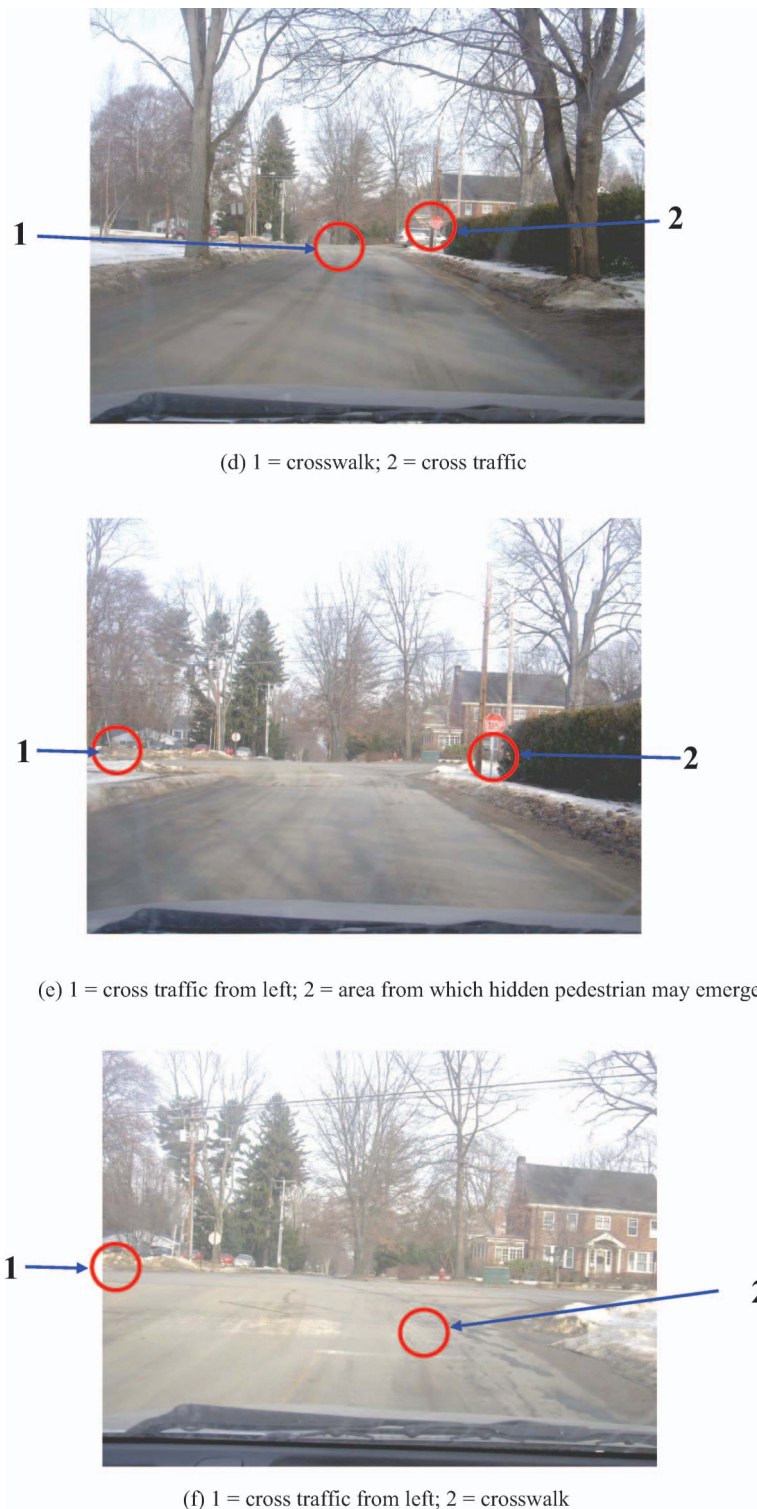 1
2
(d) 1 = crosswalk; 2 = cross traffic
1
2
(e) 1 = cross traffic from left; 2 = area from which hidden pedestrian may emerge
1
2
(f) 1 = cross traffic from left; 2 = crosswalk